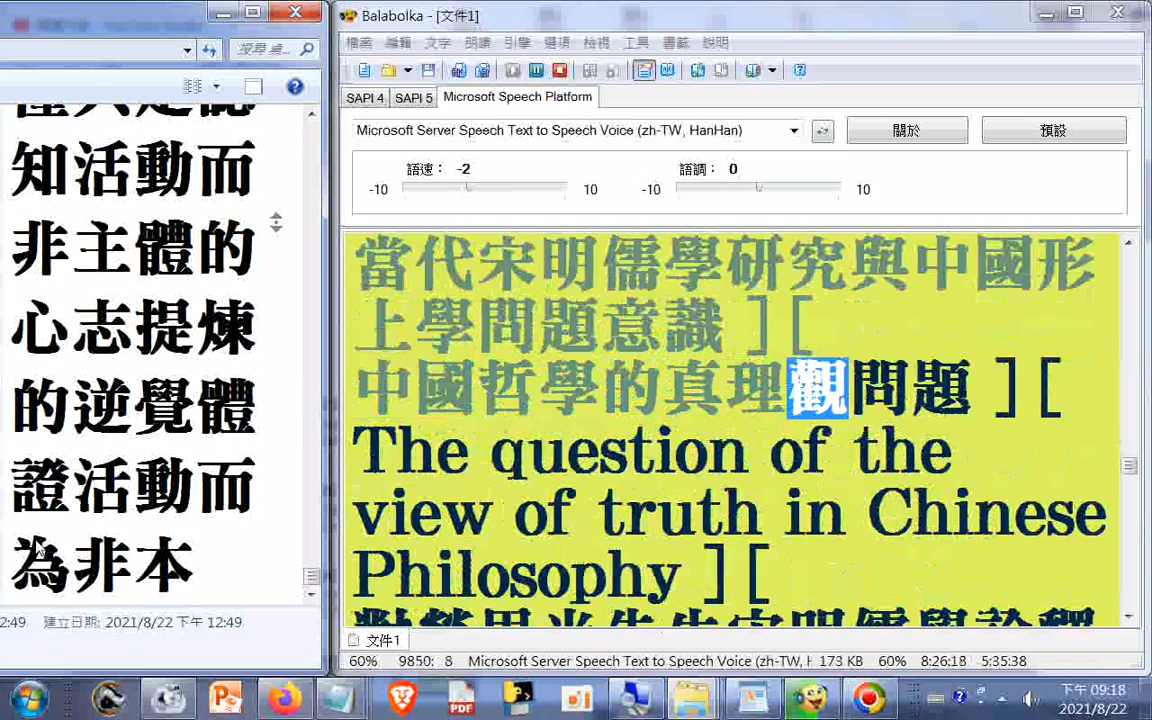 搜尋桌...
知活動而
非主體的
心志提煉
的逆覺體
證活動而
為非本
2:49 建立日期: 2021/8/22 下午 12:49
Balabolka - [文件1]
檔案 編輯 文字 朗讀 引擎 選項 檢視 工具 書籤 說明
SAPI 4 SAPI 5 Microsoft Speech Platform
Microsoft Server Speech Text to Speech Voice (zh-TW, HanHan) 關於 預設
語速： -2 語調： 0
-10 10 -10 10
當代宋明儒學研究與中國形
上學問題意識 ][
中國哲學的真理觀問題 ][
The question of the
view of truth in Chinese
Philosophy ][
文件1
60% 9850: 8 Microsoft Server Speech Text to Speech Voice (zh-TW, H 173 KB 60% 8:26:18 5:35:38
PDF
下午 09:18
2021/8/22